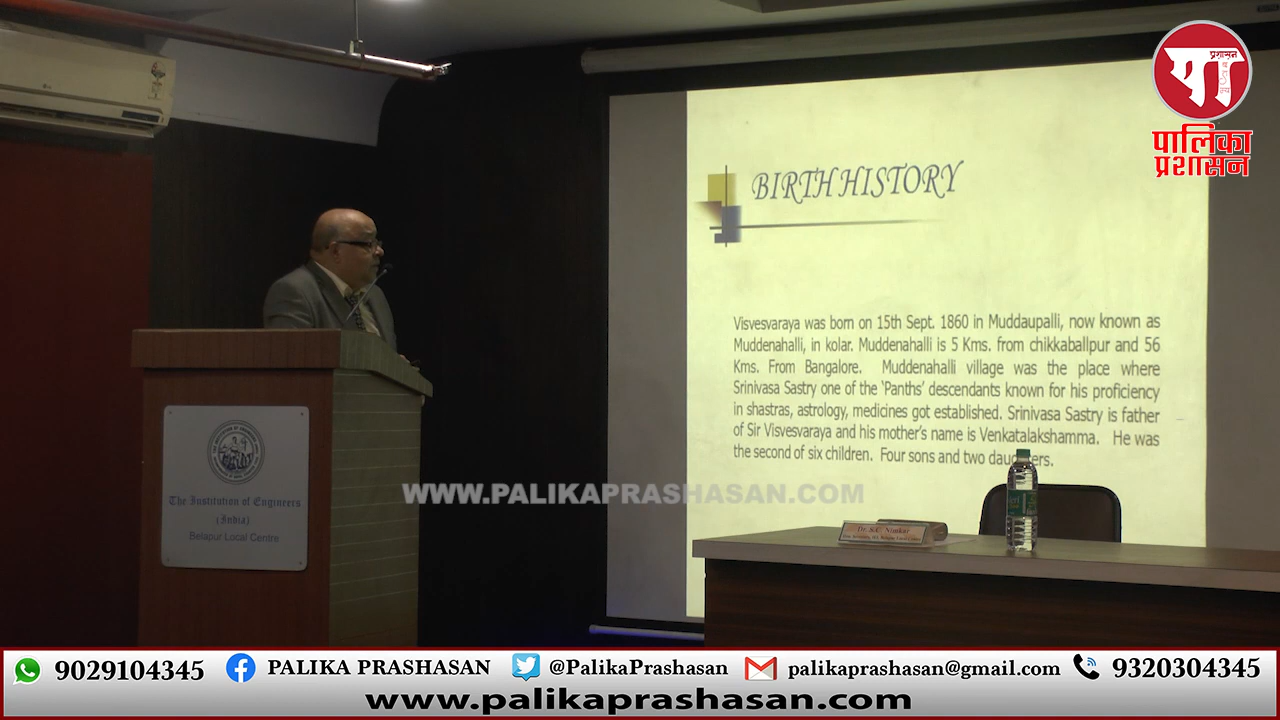 प्रशासन
पालिका
प्रशासन
BIRTH HISTORY
Visvesvaraya was born on 15th Sept. 1860 in Muddaupalli, now known as
Muddenahalli, in kolar. Muddenahalli is 5 Kms. from chikkaballpur and 56
Kms. From Bangalore. Muddenahalli village was the place where
Srinivasa Sastry one of the 'Panths' descendants known for his proficiency
in shastras, astrology, medicines got established. Srinivasa Sastry is father
of Sir Visvesvaraya and his mother's name is Venkatalakshamma. He was
the second of six children. Four sons and two daughters.
WWW.PALIKAPRASHASAN.COM
The Institution of Engineers
(India)
Belapur Local Centre
Dr. S.C. Nimkar
9029104345 PALIKA PRASHASAN @PalikaPrashasan palikaprashasan@gmail.com 9320304345
www.palikaprashasan.com